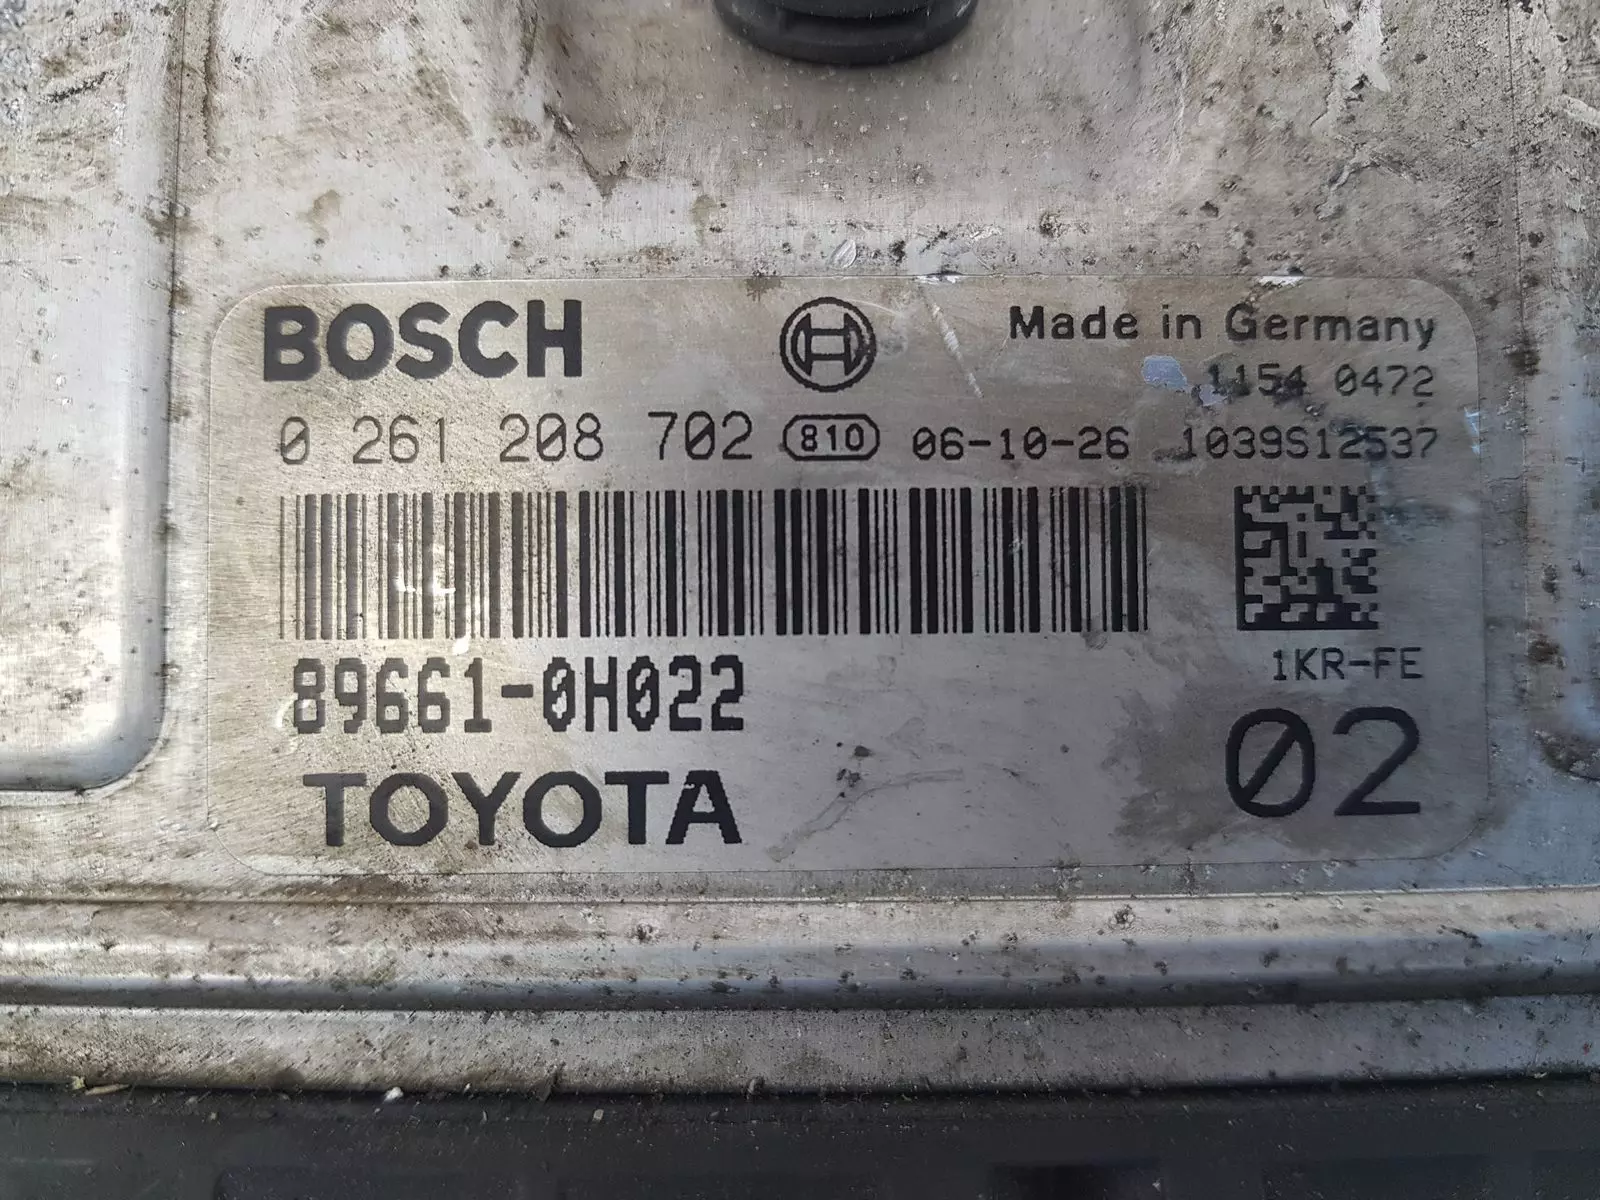 BOSCH Made in Germany
1154 0472
0 261 208 702 810 06-10-26 1039S12537
89661-0H022 1KR-FE
TOYOTA 02